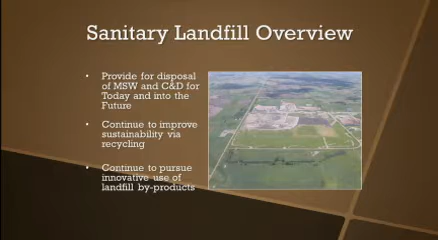 Sanitary Landfill Overview
• Provide for disposal
of MSW and C&D for
Today and into the
Future
• Continue to improve
sustainability via
recycling
• Continue to pursue
innovative use of
landfill by-products